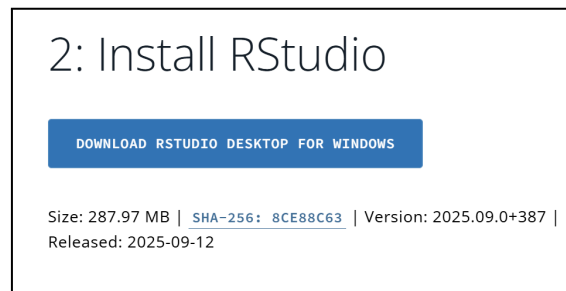 2: Install RStudio
DOWNLOAD RSTUDIO DESKTOP FOR WINDOWS
Size: 287.97 MB | SHA-256: 8CE88C63 | Version: 2025.09.0+387 |
Released: 2025-09-12